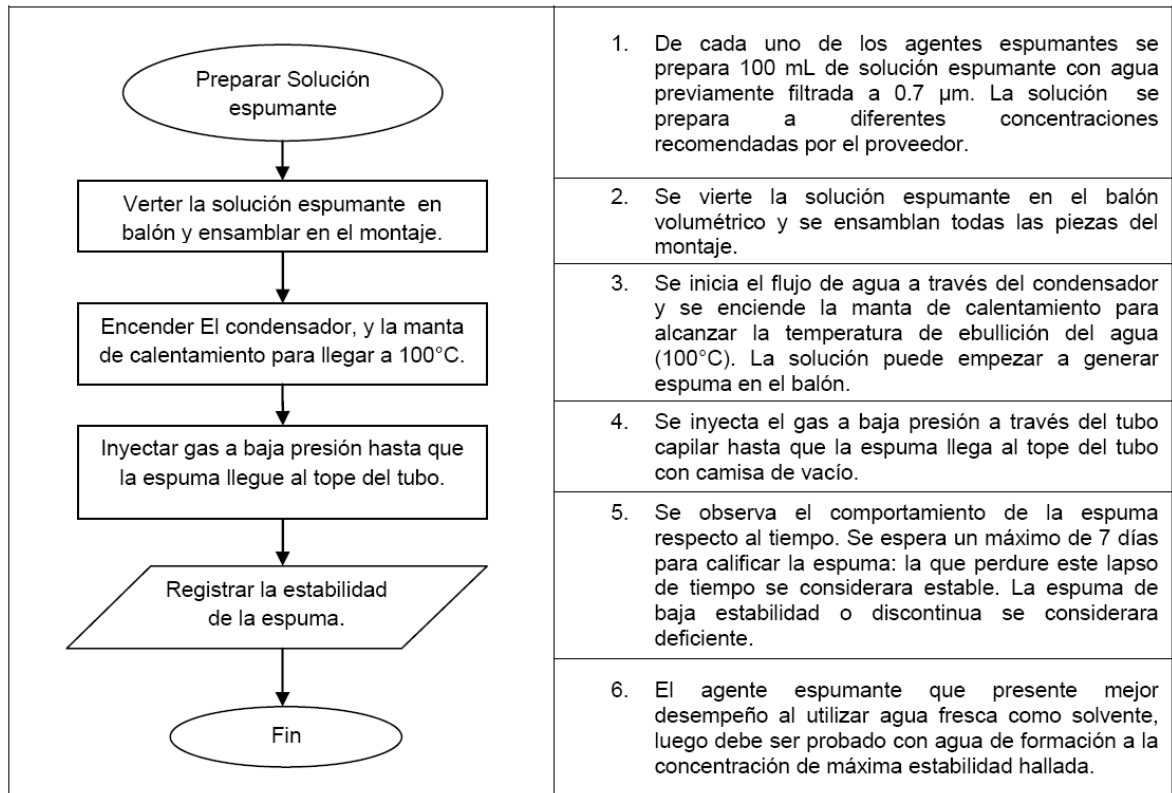 Preparar Solución
espumante
1. De cada uno de los agentes espumantes se
prepara 100 mL de solución espumante con agua
previamente filtrada a 0.7 µm. La solución se
prepara a diferentes concentraciones
recomendadas por el proveedor.
Verter la solución espumante en
balón y ensamblar en el montaje.
2. Se vierte la solución espumante en el balón
volumétrico y se ensamblan todas las piezas del
montaje.
Encender El condensador, y la manta
de calentamiento para llegar a 100°C.
3. Se inicia el flujo de agua a través del condensador
y se enciende la manta de calentamiento para
alcanzar la temperatura de ebullición del agua
(100°C). La solución puede empezar a generar
espuma en el balón.
Inyectar gas a baja presión hasta que
la espuma llegue al tope del tubo.
4. Se inyecta el gas a baja presión a través del tubo
capilar hasta que la espuma llega al tope del tubo
con camisa de vacío.
Registrar la estabilidad
de la espuma.
5. Se observa el comportamiento de la espuma
respecto al tiempo. Se espera un máximo de 7 días
para calificar la espuma: la que perdure este lapso
de tiempo se considerara estable. La espuma de
baja estabilidad o discontinua se considerara
deficiente.
Fin
6. El agente espumante que presente mejor
desempeño al utilizar agua fresca como solvente,
luego debe ser probado con agua de formación a la
concentración de máxima estabilidad hallada.